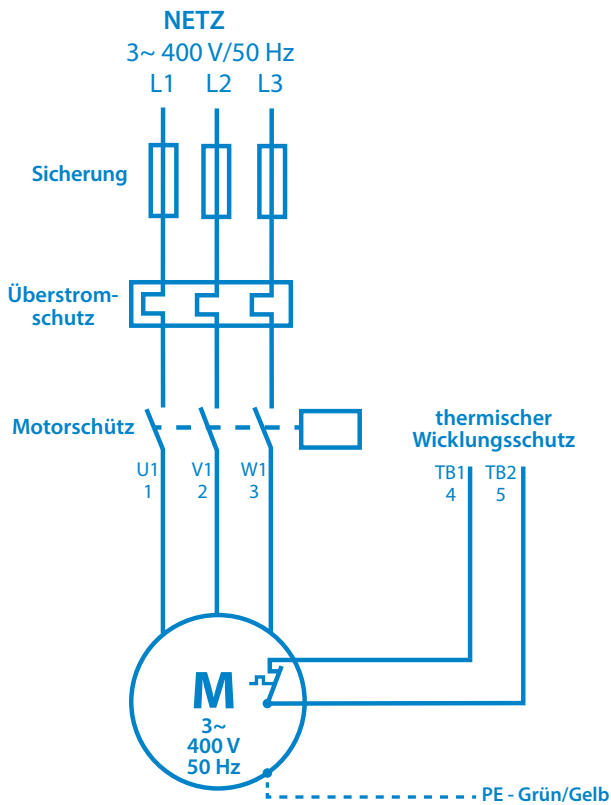 NETZ
3~ 400 V/50 Hz
L1 L2 L3
Sicherung
Überstrom-
schutz
Motorschütz
thermischer
Wicklungsschutz
U1 V1 W1
1 2 3
TB1 TB2
4 5
M
3~
400 V
50 Hz
PE - Grün/Gelb